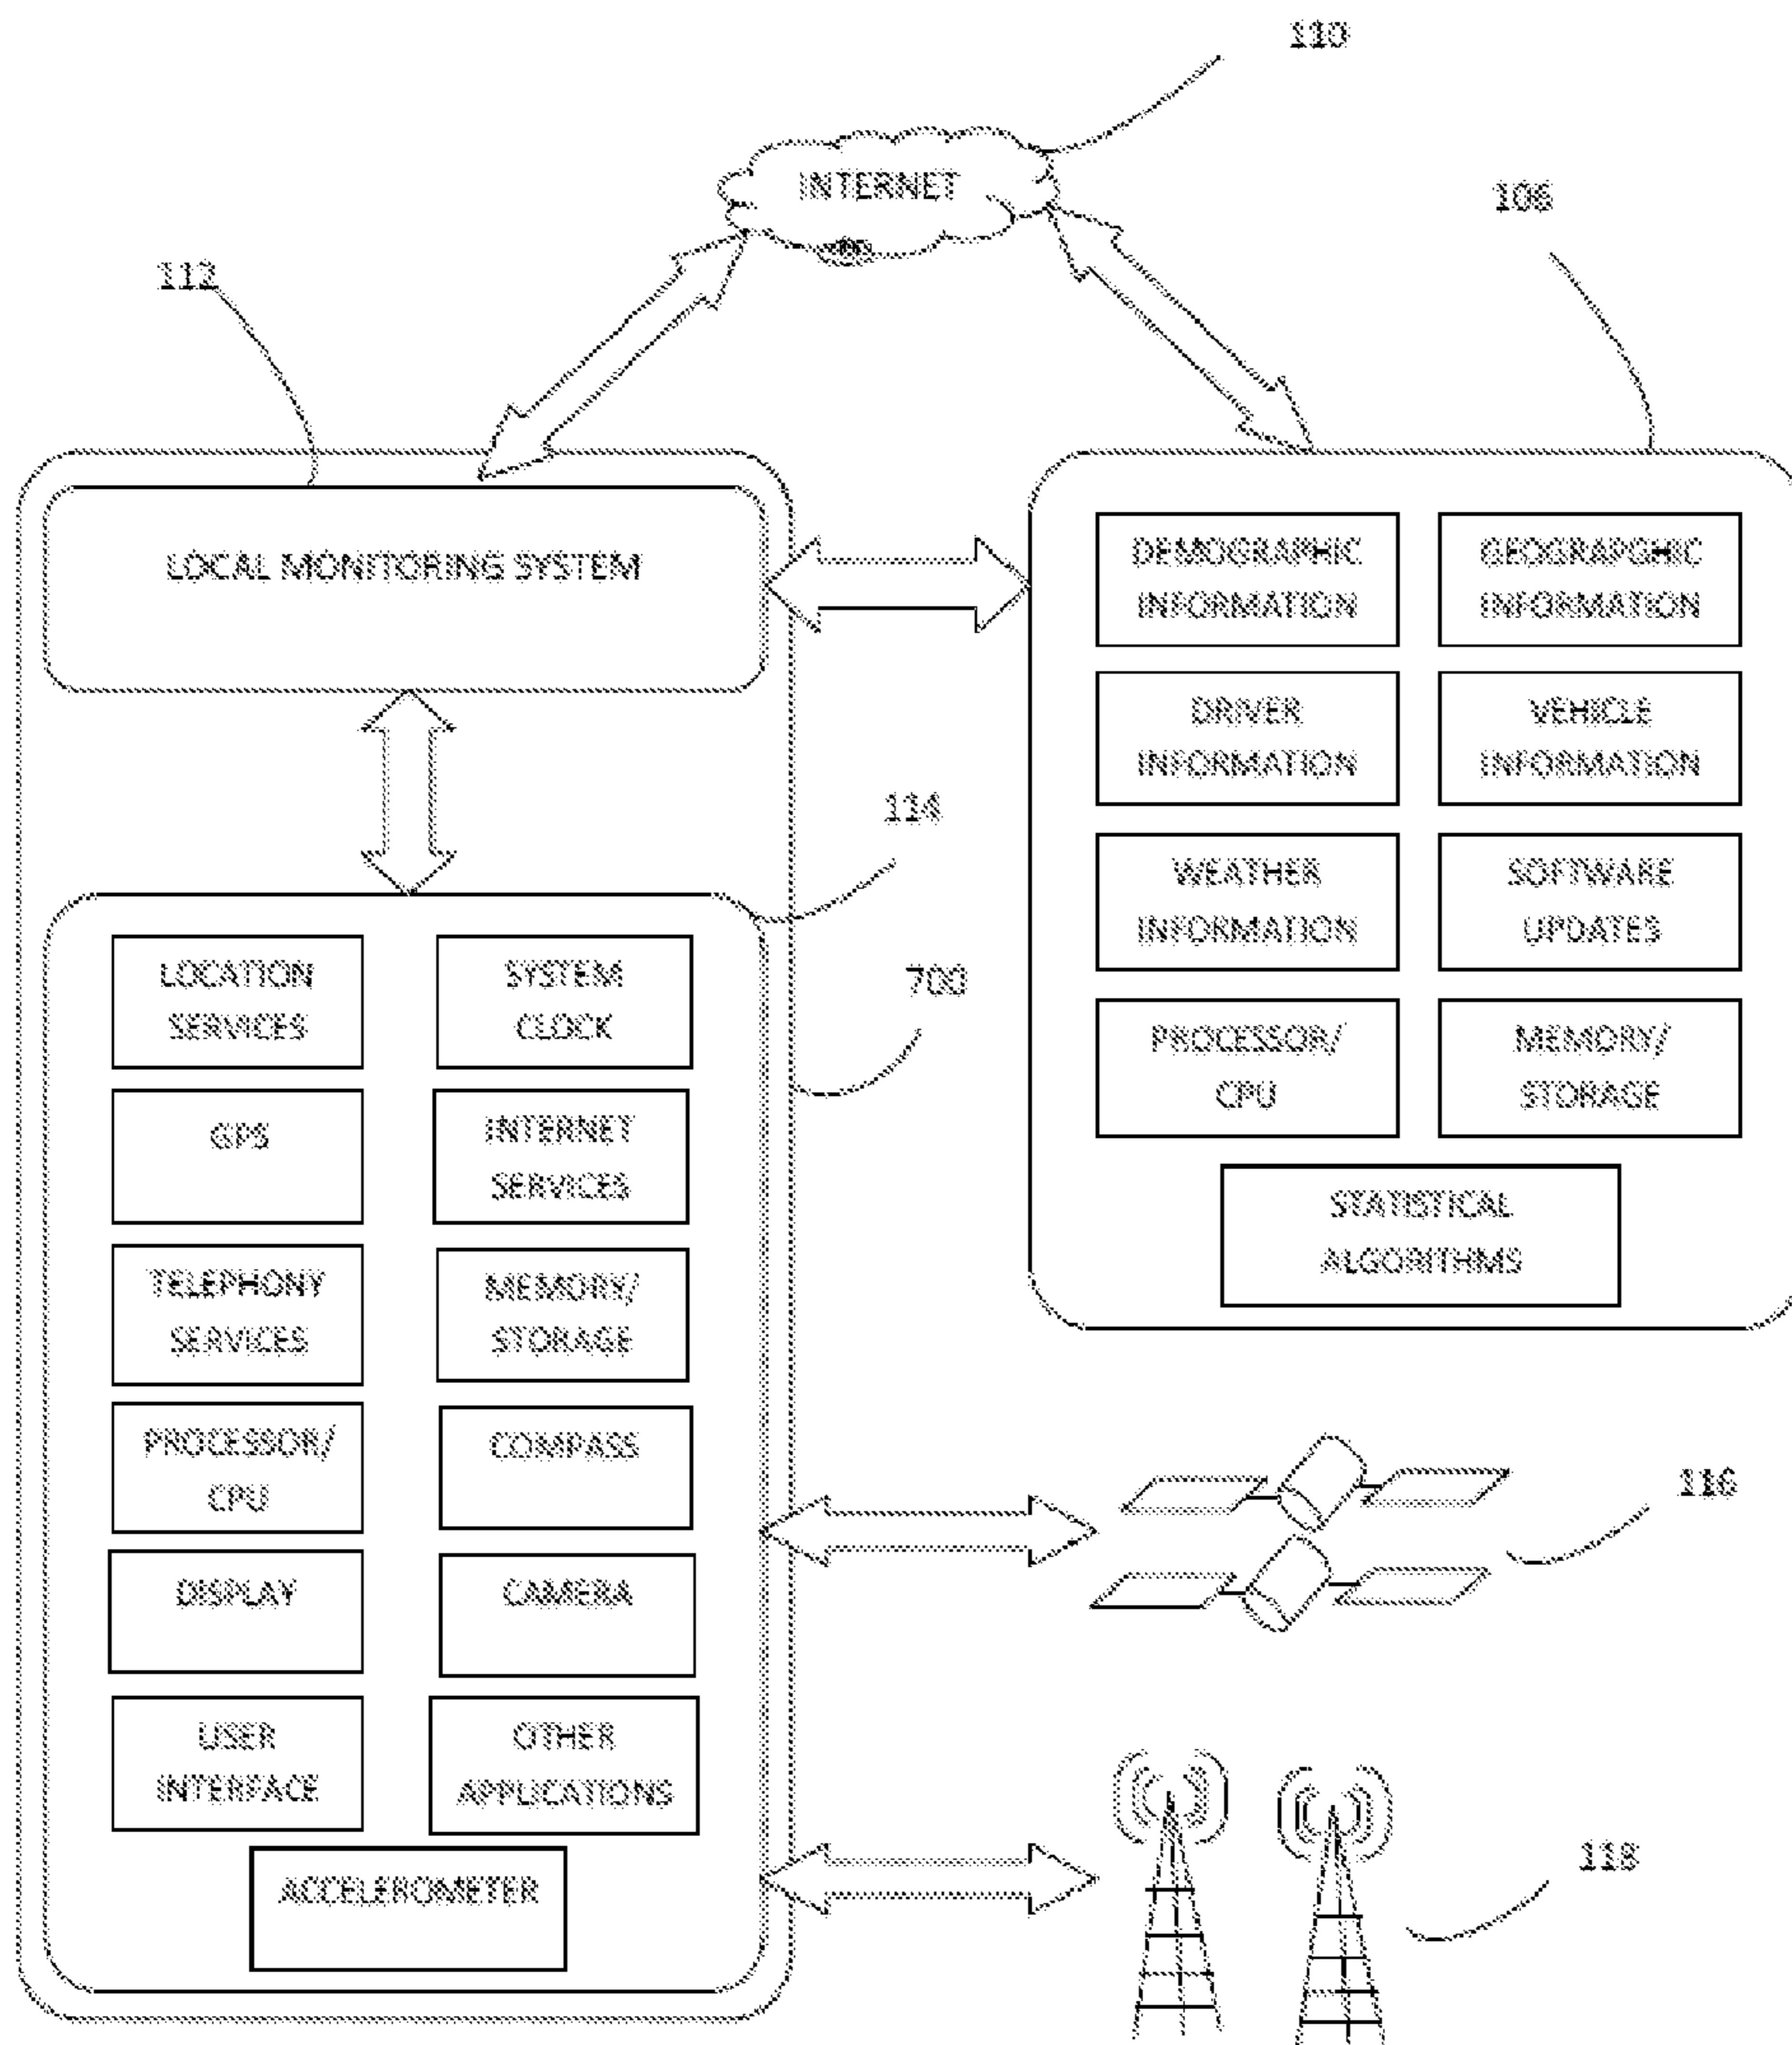 110
INTERNET
106
112
LOCAL MONITORING SYSTEM
DEMOGRAPHIC
INFORMATION
GEOGRAPGHIC
INFORMATION
DRIVER
INFORMATION
VEHICLE
INFORMATION
114
WEATHER
INFORMATION
SOFTWARE
UPDATES
LOCATION
SERVICES
SYSTEM
CLOCK
700
PROCESSOR/
CPU
MEMORY/
STORAGE
GPS
INTERNET
SERVICES
STATISTICAL
ALGORITHMS
TELEPHONY
SERVICES
MEMORY/
STORAGE
PROCESSOR/
CPU
COMPASS
116
DISPLAY
CAMERA
USER
INTERFACE
OTHER
APPLICATIONS
118
ACCELEROMETER